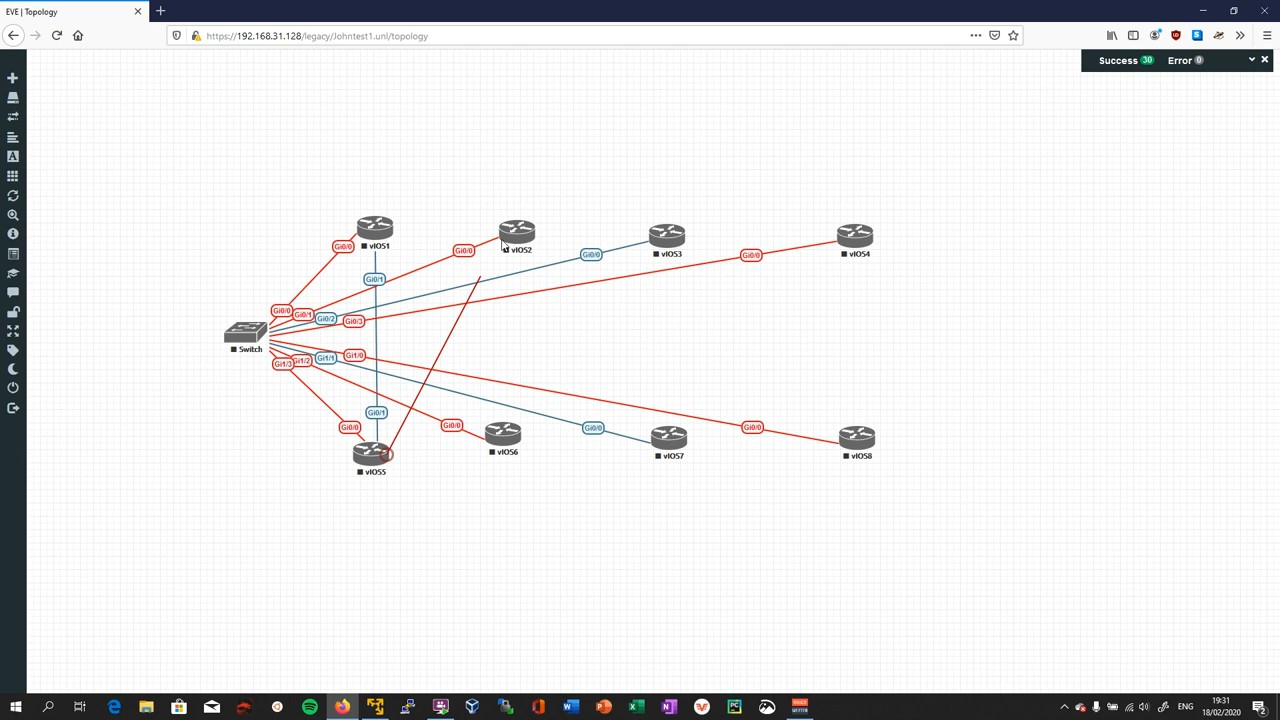 EVE | Topology
https://192.168.31.128/legacy/Johntest1.unl/topology
Success 30 Error 0
vIOS1
vIOS2
vIOS3
vIOS4
Gi0/0
Gi0/0
Gi0/0
Gi0/0
Gi0/1
Gi0/0
Gi0/1
Gi0/2
Gi0/3
Switch
Gi1/3
Gi1/2
Gi1/1
Gi1/0
Gi0/1
Gi0/0
Gi0/0
Gi0/0
Gi0/0
vIOS5
vIOS6
vIOS7
vIOS8
ENG
19:31
18/02/2020